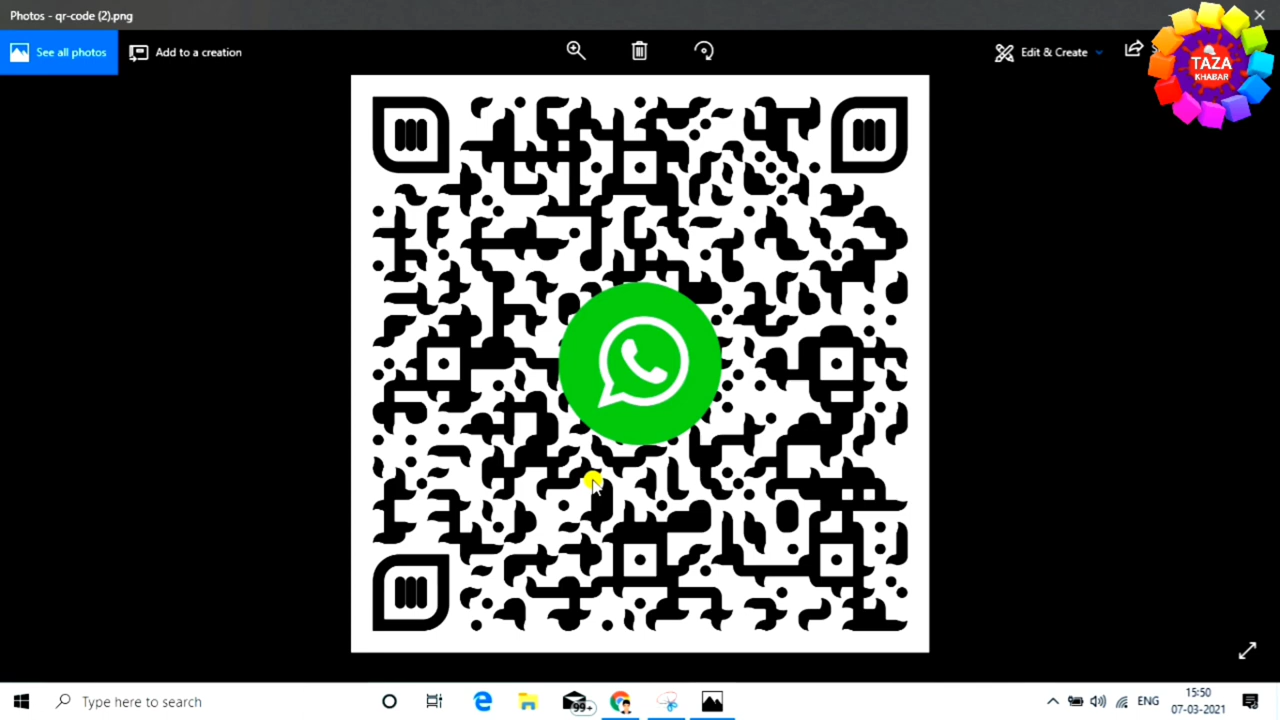 Photos - qr-code (2).png
See all photos
Add to a creation
Edit & Create
TAZA
KHABAR
Type here to search
99+
ENG
15:50
07-03-2021